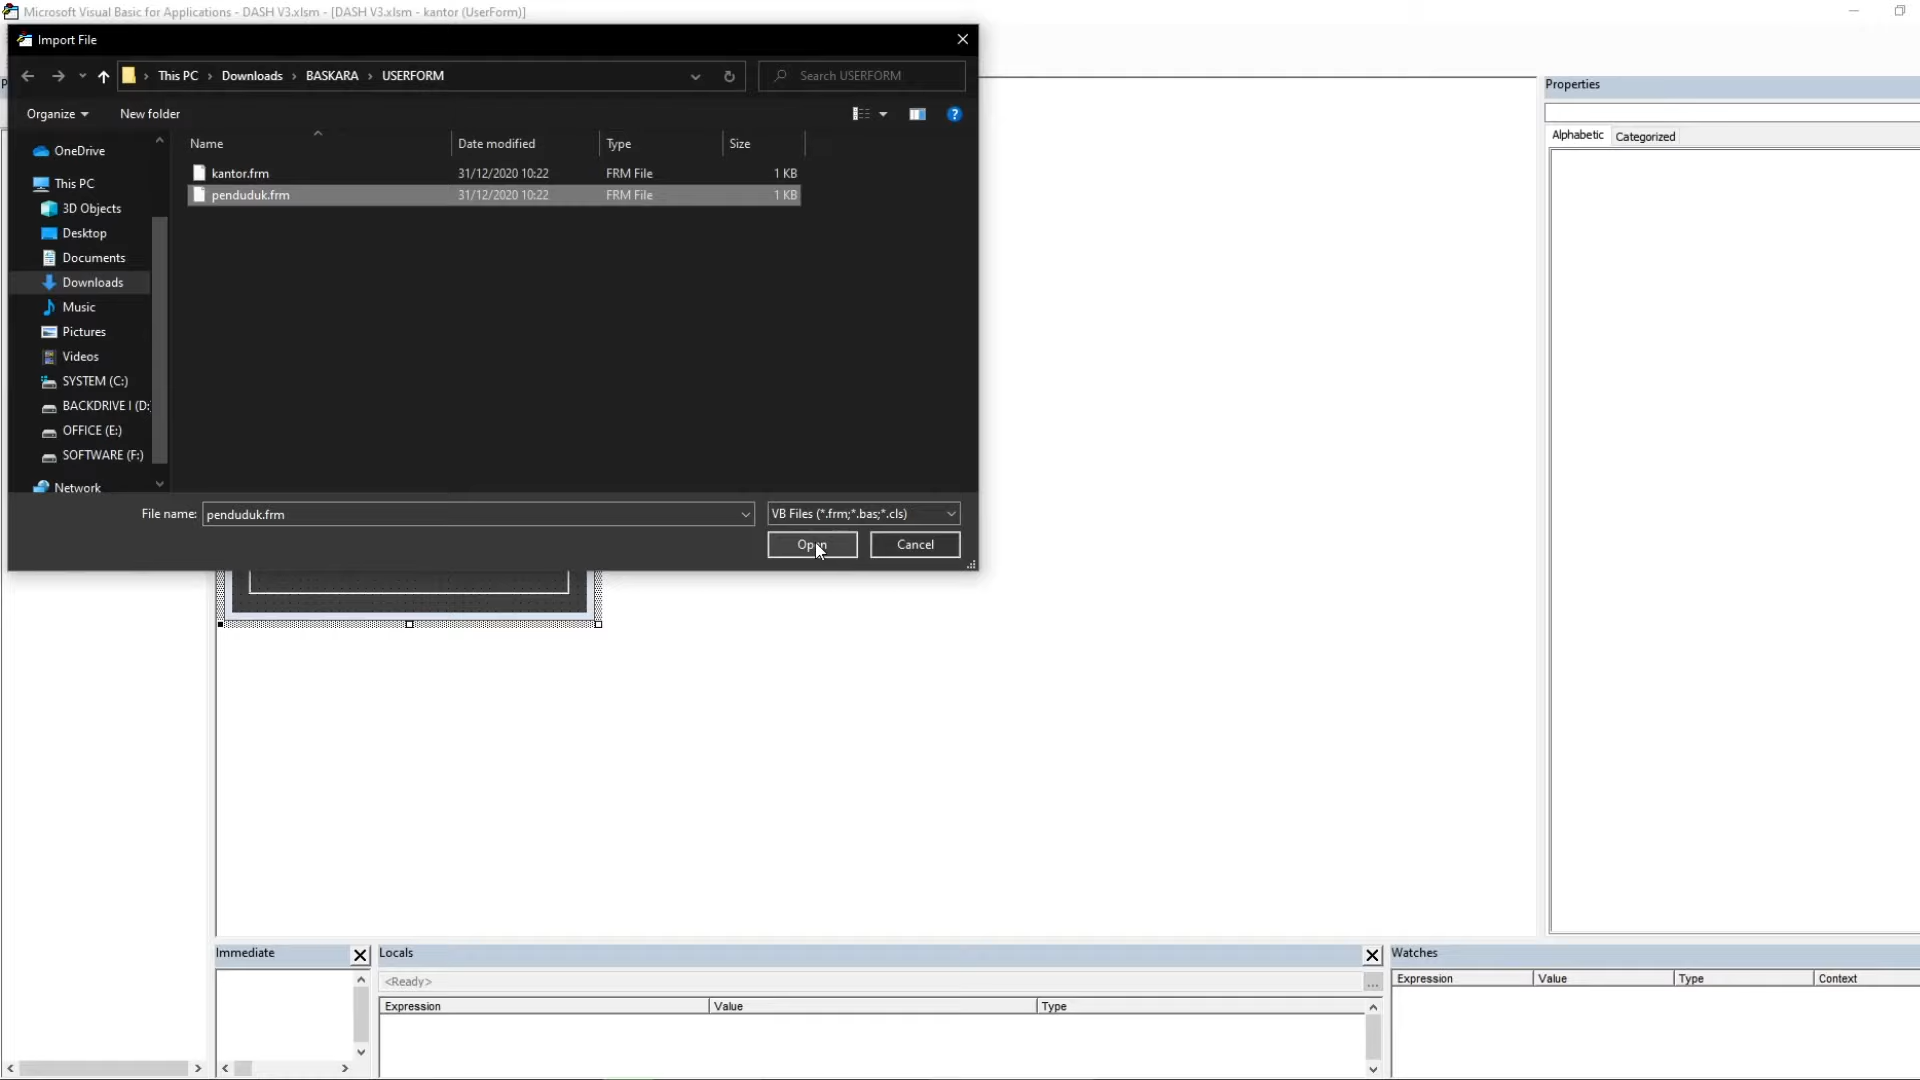 Microsoft Visual Basic for Applications - DASH V3.xlsm - [DASH V3.xlsm - kantor (UserForm)]
Import File
This PC > Downloads > BASKARA > USERFORM
Search USERFORM
Organize
New folder
Name
Date modified
Type
Size
kantor.frm
31/12/2020 10:22
FRM File
1 KB
penduduk.frm
31/12/2020 10:22
FRM File
1 KB
OneDrive
This PC
3D Objects
Desktop
Documents
Downloads
Music
Pictures
Videos
SYSTEM (C:)
BACKDRIVE I (D:
OFFICE (E:)
SOFTWARE (F:)
Network
File name:
penduduk.frm
VB Files (*.frm;*.bas;*.cls)
Open
Cancel
Properties
Alphabetic
Categorized
Immediate
Locals
<Ready>
...
Expression
Value
Type
Watches
Expression
Value
Type
Context